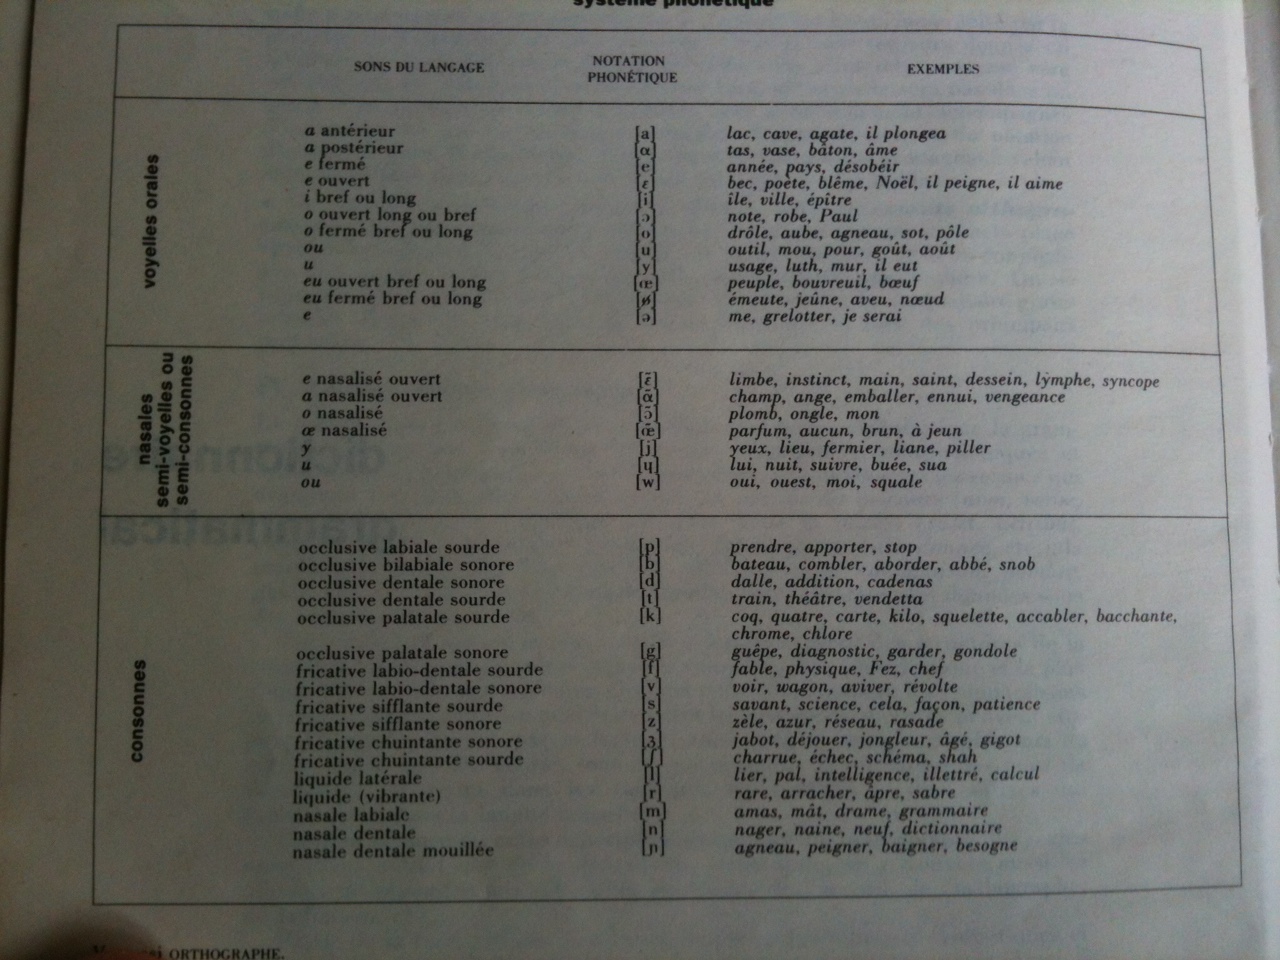 système phonétique
SONS DU LANGAGE NOTATION PHONÉTIQUE EXEMPLES
voyelles orales
a antérieur [a] lac, cave, agate, il plongea
a postérieur [ɑ] tas, vase, bâton, âme
e fermé [e] année, pays, désobéir
e ouvert [ɛ] bec, poète, blême, Noël, il peigne, il aime
i bref ou long [i] île, ville, épître
o ouvert long ou bref [ɔ] note, robe, Paul
o fermé bref ou long [o] drôle, aube, agneau, sot, pôle
ou [u] outil, mou, pour, goût, août
u [y] usage, luth, mur, il eut
eu ouvert bref ou long [œ] peuple, bouvreuil, bœuf
eu fermé bref ou long [ø] émeute, jeûne, aveu, nœud
e [ə] me, grelotter, je serai
nasales
semi-voyelles ou
semi-consonnes
e nasalisé ouvert [ɛ̃] limbe, instinct, main, saint, dessein, lymphe, syncope
a nasalisé ouvert [ɑ̃] champ, ange, emballer, ennui, vengeance
o nasalisé [ɔ̃] plomb, ongle, mon
œ nasalisé [œ̃] parfum, aucun, brun, à jeun
y [j] yeux, lieu, fermier, liane, piller
u [ɥ] lui, nuit, suivre, buée, sua
ou [w] oui, ouest, moi, squale
consonnes
occlusive labiale sourde [p] prendre, apporter, stop
occlusive bilabiale sonore [b] bateau, combler, aborder, abbé, snob
occlusive dentale sonore [d] dalle, addition, cadenas
occlusive dentale sourde [t] train, théâtre, vendetta
occlusive palatale sourde [k] coq, quatre, carte, kilo, squelette, accabler, bacchante,
chrome, chlore
occlusive palatale sonore [g] guêpe, diagnostic, garder, gondole
fricative labio-dentale sourde [f] fable, physique, Fez, chef
fricative labio-dentale sonore [v] voir, wagon, aviver, révolte
fricative sifflante sourde [s] savant, science, cela, façon, patience
fricative sifflante sonore [z] zèle, azur, réseau, rasade
fricative chuintante sonore [ʒ] jabot, déjouer, jongleur, âgé, gigot
fricative chuintante sourde [ʃ] charrue, échec, schéma, shah
liquide latérale [l] lier, pal, intelligence, illettré, calcul
liquide (vibrante) [r] rare, arracher, âpre, sabre
nasale labiale [m] amas, mât, drame, grammaire
nasale dentale [n] nager, naine, neuf, dictionnaire
nasale dentale mouillée [ɲ] agneau, peigner, baigner, besogne
ORTHOGRAPHE.